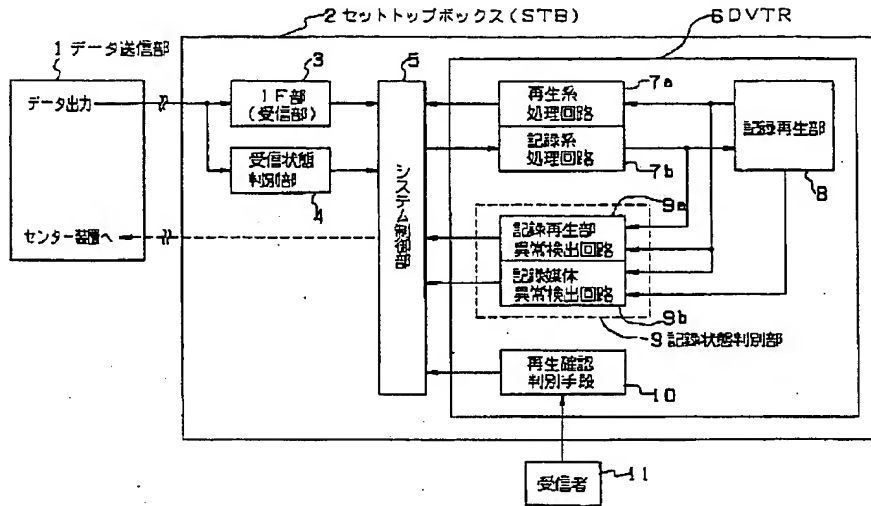 2 セットトップボックス(STB)
6 DVTR
1 データ送信部
データ出力
センター装置へ
3
IF部
(受信部)
受信状態
判別部
4
5
システム制御部
7a
再生系
処理回路
記録系
処理回路
7b
記録再生部
8
9a
記録再生部
異常検出回路
記録媒体
異常検出回路
9b
9 記録状態判別部
再生確認
判別手段
10
受信者
11